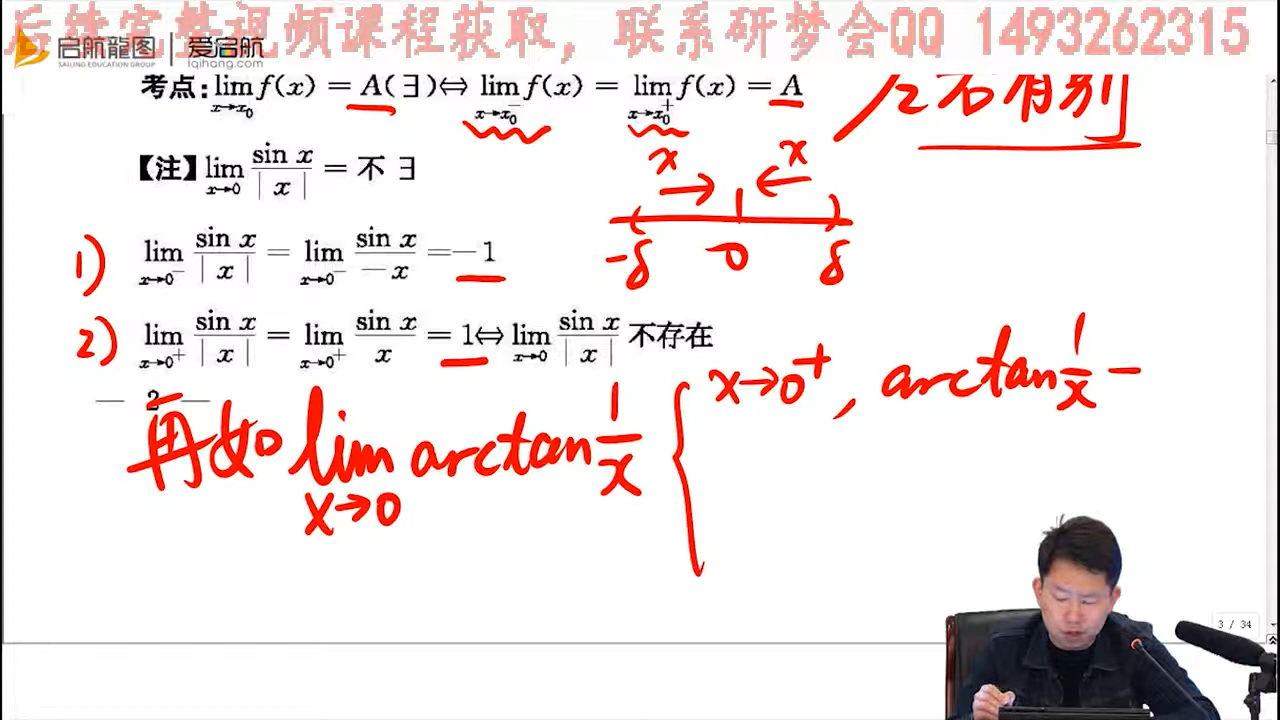 后续完整视频课程获取，联系研梦会QQ 1493262315
启航龍图 爱启航
SAILING EDUCATION GROUP iqihang.com
考点: lim_{x→x₀} f(x) = A(∃) ⇔ lim_{x→x₀⁻} f(x) = lim_{x→x₀⁺} f(x) = A
左右有别
【注】 lim_{x→0} sin x / | x | = 不 ∃
x → ← x
-δ 0 δ
1) lim_{x→0⁻} sin x / | x | = lim_{x→0⁻} sin x / −x = −1
2) lim_{x→0⁺} sin x / | x | = lim_{x→0⁺} sin x / x = 1 ⇔ lim_{x→0} sin x / | x | 不存在
— 2 —
再如 lim_{x→0} arctan 1/x { x→0⁺, arctan 1/x –
3 / 34